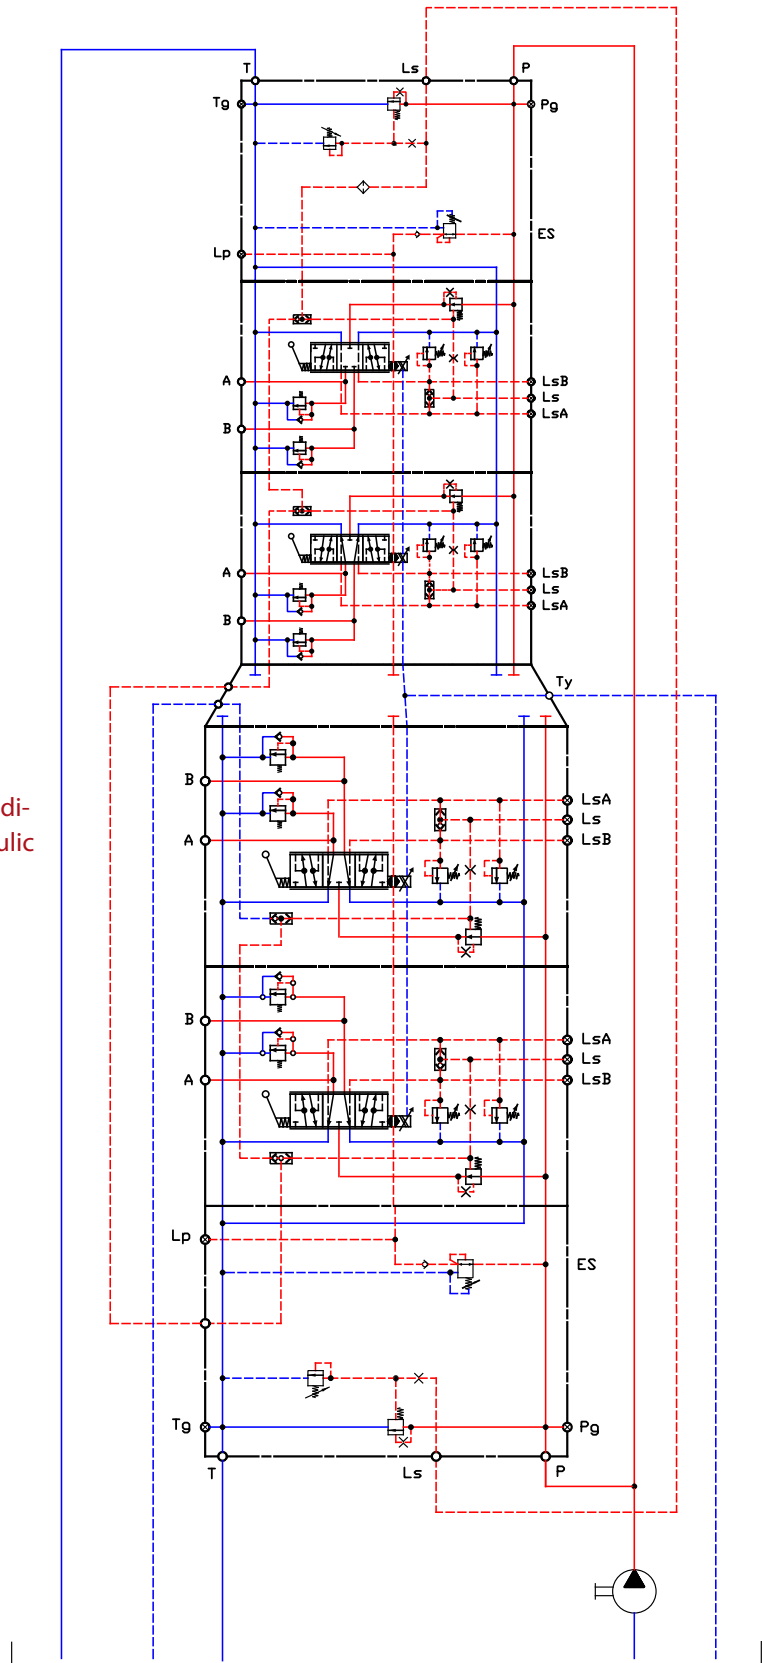 T Ls P
Tg Pg
ES
Lp
A LsB
Ls
LsA
B
A LsB
Ls
LsA
B
Ty
B LsA
di-
Ls
ulic
A LsB
B LsA
Ls
A LsB
Lp
ES
Tg Pg
T Ls P